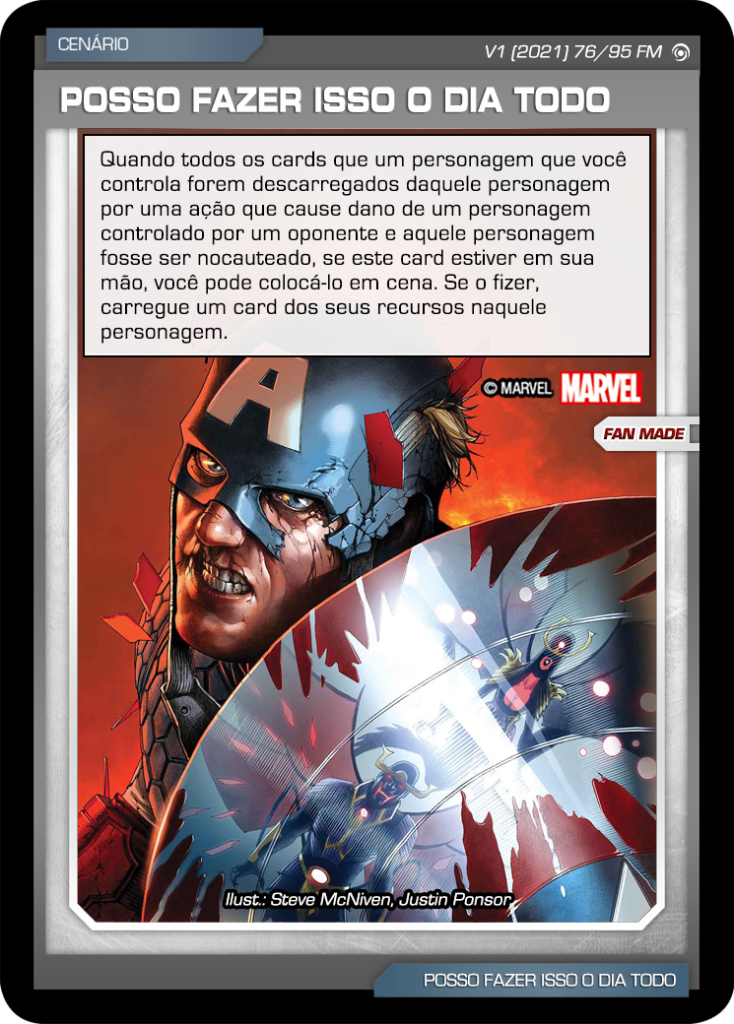 CENÁRIO
V1 (2021) 76/95 FM
POSSO FAZER ISSO O DIA TODO
Quando todos os cards que um personagem que você
controla forem descarregados daquele personagem
por uma ação que cause dano de um personagem
controlado por um oponente e aquele personagem
fosse ser nocauteado, se este card estiver em sua
mão, você pode colocá-lo em cena. Se o fizer,
carregue um card dos seus recursos naquele
personagem.
A
© MARVEL MARVEL
FAN MADE
Ilust.: Steve McNiven, Justin Ponsor
POSSO FAZER ISSO O DIA TODO